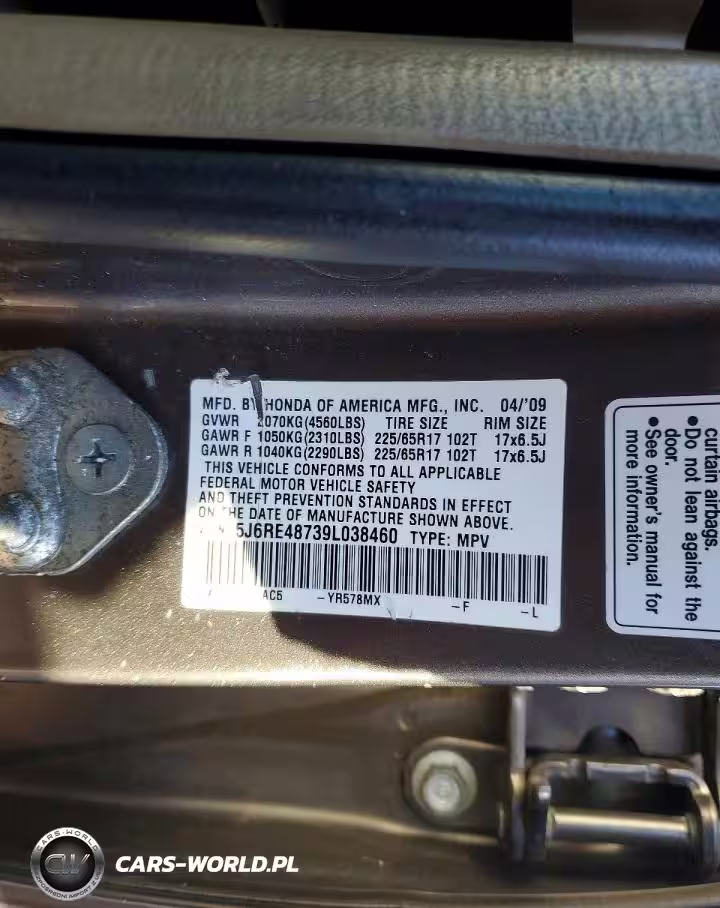 MFD. BY HONDA OF AMERICA MFG., INC. 04/'09
GVWR 2070KG(4560LBS) TIRE SIZE RIM SIZE
GAWR F 1050KG(2310LBS) 225/65R17 102T 17x6.5J
GAWR R 1040KG(2290LBS) 225/65R17 102T 17x6.5J
THIS VEHICLE CONFORMS TO ALL APPLICABLE
FEDERAL MOTOR VEHICLE SAFETY
AND THEFT PREVENTION STANDARDS IN EFFECT
ON THE DATE OF MANUFACTURE SHOWN ABOVE.
5J6RE48739L038460 TYPE: MPV
AC5 -YR578MX -F -L
curtain airbags.
•Do not lean against the
door.
•See owner's manual for
more information.
CARS-WORLD
CW
CARS-WORLD.PL